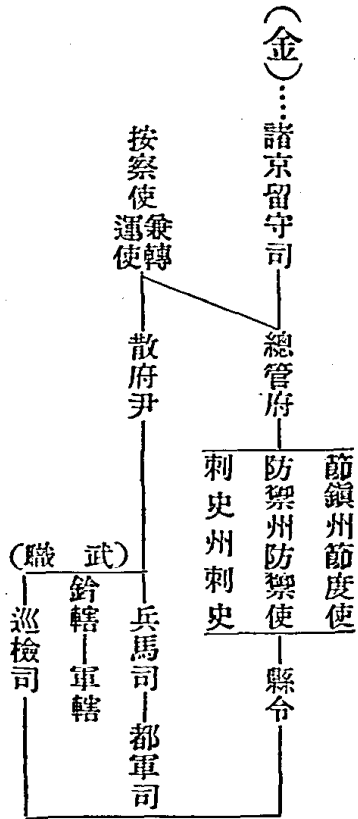 (金)……諸京留守司
總管府
節鎭州節度使
防禦州防禦使
刺史州刺史
縣令
按察使兼轉運使
散府尹
(武職)
兵馬司—都軍司
鈐轄—軍轄
巡檢司